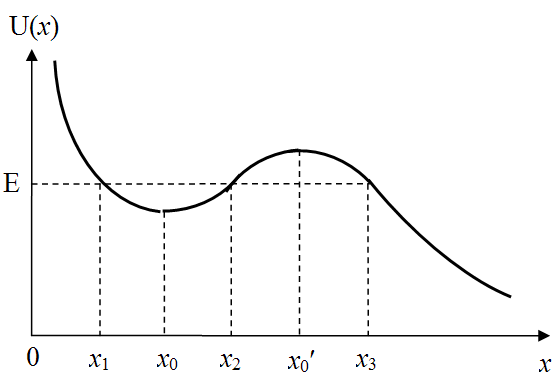 U(x)
E
0 x₁ x₀ x₂ x₀′ x₃ x